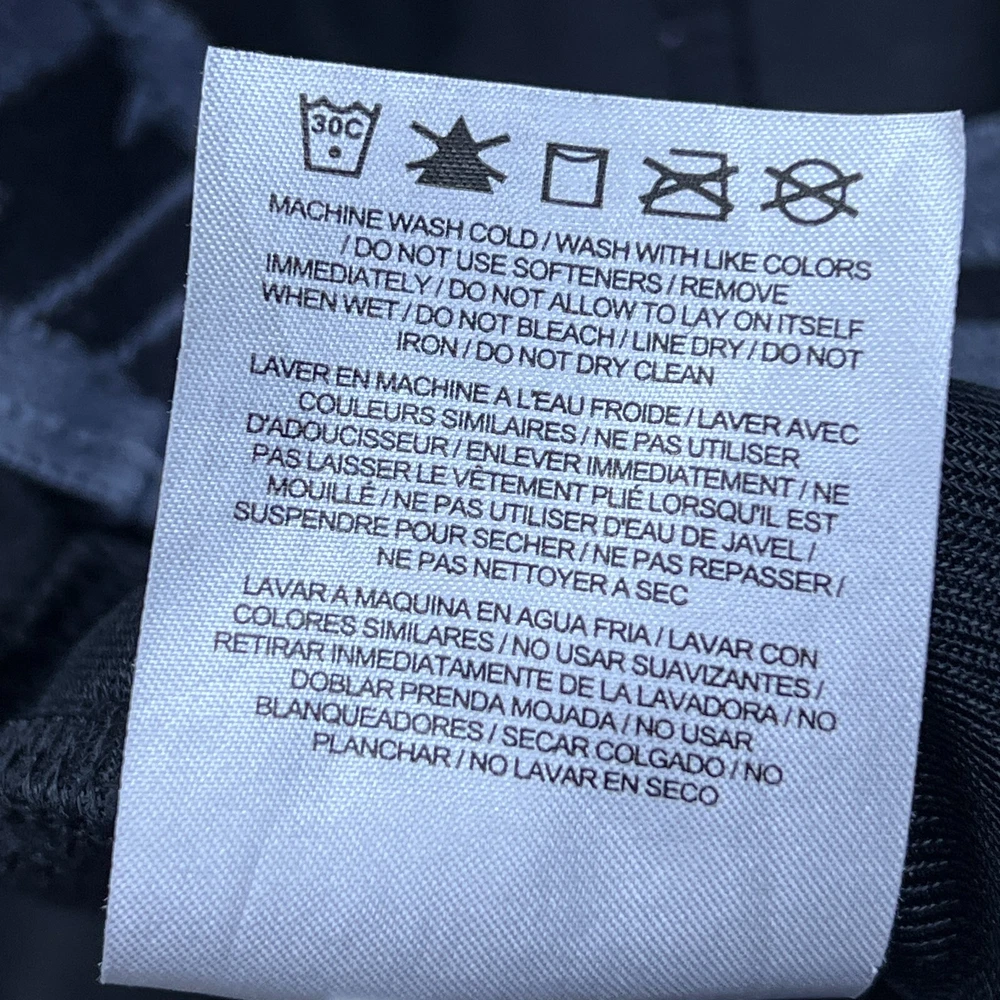 30C
MACHINE WASH COLD / WASH WITH LIKE COLORS
/ DO NOT USE SOFTENERS / REMOVE
IMMEDIATELY / DO NOT ALLOW TO LAY ON ITSELF
WHEN WET / DO NOT BLEACH / LINE DRY / DO NOT
IRON / DO NOT DRY CLEAN
LAVER EN MACHINE A L'EAU FROIDE / LAVER AVEC
COULEURS SIMILAIRES / NE PAS UTILISER
D'ADOUCISSEUR / ENLEVER IMMEDIATEMENT / NE
PAS LAISSER LE VÊTEMENT PLIÉ LORSQU'IL EST
MOUILLÉ / NE PAS UTILISER D'EAU DE JAVEL /
SUSPENDRE POUR SECHER / NE PAS REPASSER /
NE PAS NETTOYER A SEC
LAVAR A MAQUINA EN AGUA FRIA / LAVAR CON
COLORES SIMILARES / NO USAR SUAVIZANTES /
RETIRAR INMEDIATAMENTE DE LA LAVADORA / NO
DOBLAR PRENDA MOJADA / NO USAR
BLANQUEADORES / SECAR COLGADO / NO
PLANCHAR / NO LAVAR EN SECO